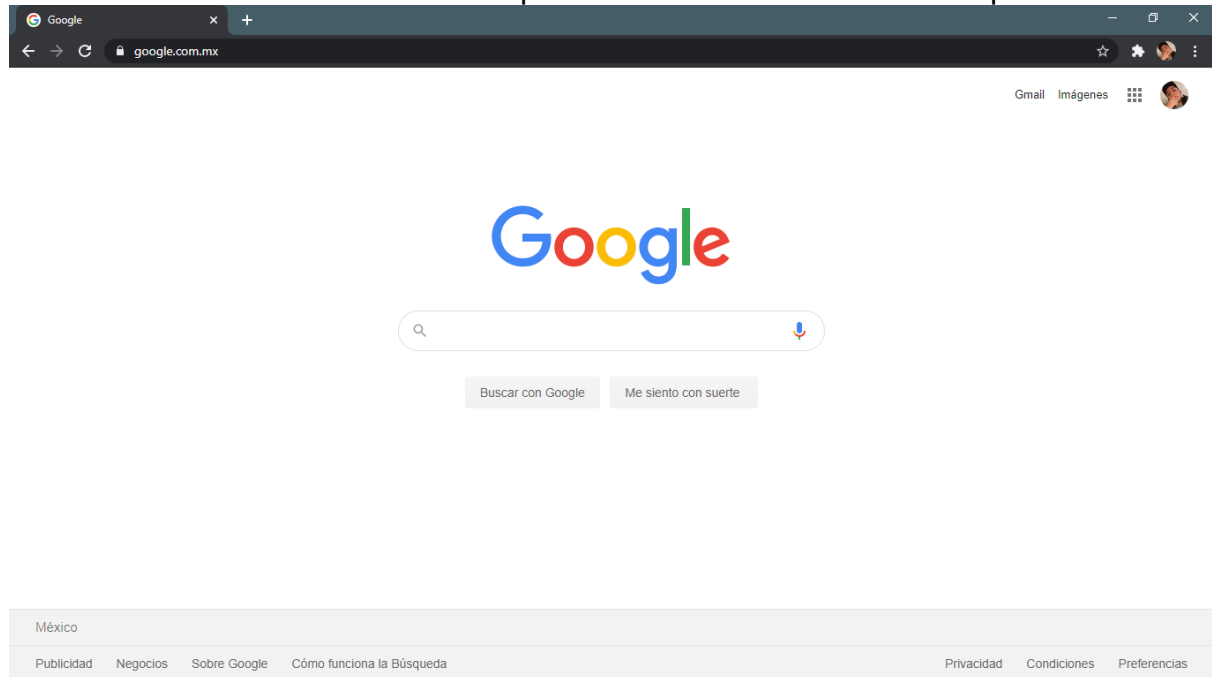 Google
google.com.mx
Gmail Imágenes
Google
Buscar con Google Me siento con suerte
México
Publicidad Negocios Sobre Google Cómo funciona la Búsqueda Privacidad Condiciones Preferencias